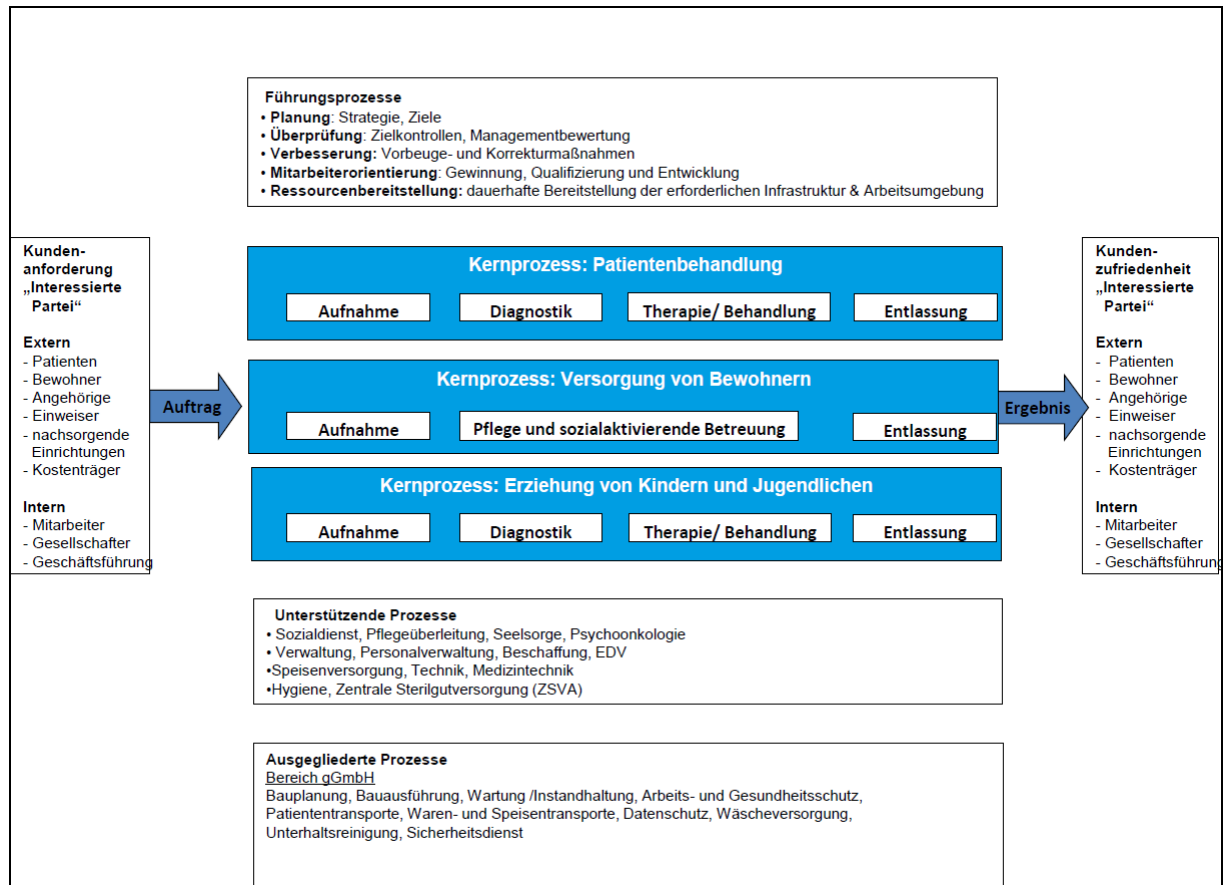 Führungsprozesse
• Planung: Strategie, Ziele
• Überprüfung: Zielkontrollen, Managementbewertung
• Verbesserung: Vorbeuge- und Korrekturmaßnahmen
• Mitarbeiterorientierung: Gewinnung, Qualifizierung und Entwicklung
• Ressourcenbereitstellung: dauerhafte Bereitstellung der erforderlichen Infrastruktur & Arbeitsumgebung
Kunden-
anforderung
„Interessierte
Partei“
Extern
- Patienten
- Bewohner
- Angehörige
- Einweiser
- nachsorgende
Einrichtungen
- Kostenträger
Intern
- Mitarbeiter
- Gesellschafter
- Geschäftsführung
Auftrag
Kernprozess: Patientenbehandlung
Aufnahme
Diagnostik
Therapie/ Behandlung
Entlassung
Kernprozess: Versorgung von Bewohnern
Aufnahme
Pflege und sozialaktivierende Betreuung
Entlassung
Kernprozess: Erziehung von Kindern und Jugendlichen
Aufnahme
Diagnostik
Therapie/ Behandlung
Entlassung
Ergebnis
Kunden-
zufriedenheit
„Interessierte
Partei“
Extern
- Patienten
- Bewohner
- Angehörige
- Einweiser
- nachsorgende
Einrichtungen
- Kostenträger
Intern
- Mitarbeiter
- Gesellschafter
- Geschäftsführung
Unterstützende Prozesse
• Sozialdienst, Pflegeüberleitung, Seelsorge, Psychoonkologie
• Verwaltung, Personalverwaltung, Beschaffung, EDV
•Speisenversorgung, Technik, Medizintechnik
•Hygiene, Zentrale Sterilgutversorgung (ZSVA)
Ausgegliederte Prozesse
Bereich gGmbH
Bauplanung, Bauausführung, Wartung /Instandhaltung, Arbeits- und Gesundheitsschutz,
Patiententransporte, Waren- und Speisentransporte, Datenschutz, Wäscheversorgung,
Unterhaltsreinigung, Sicherheitsdienst